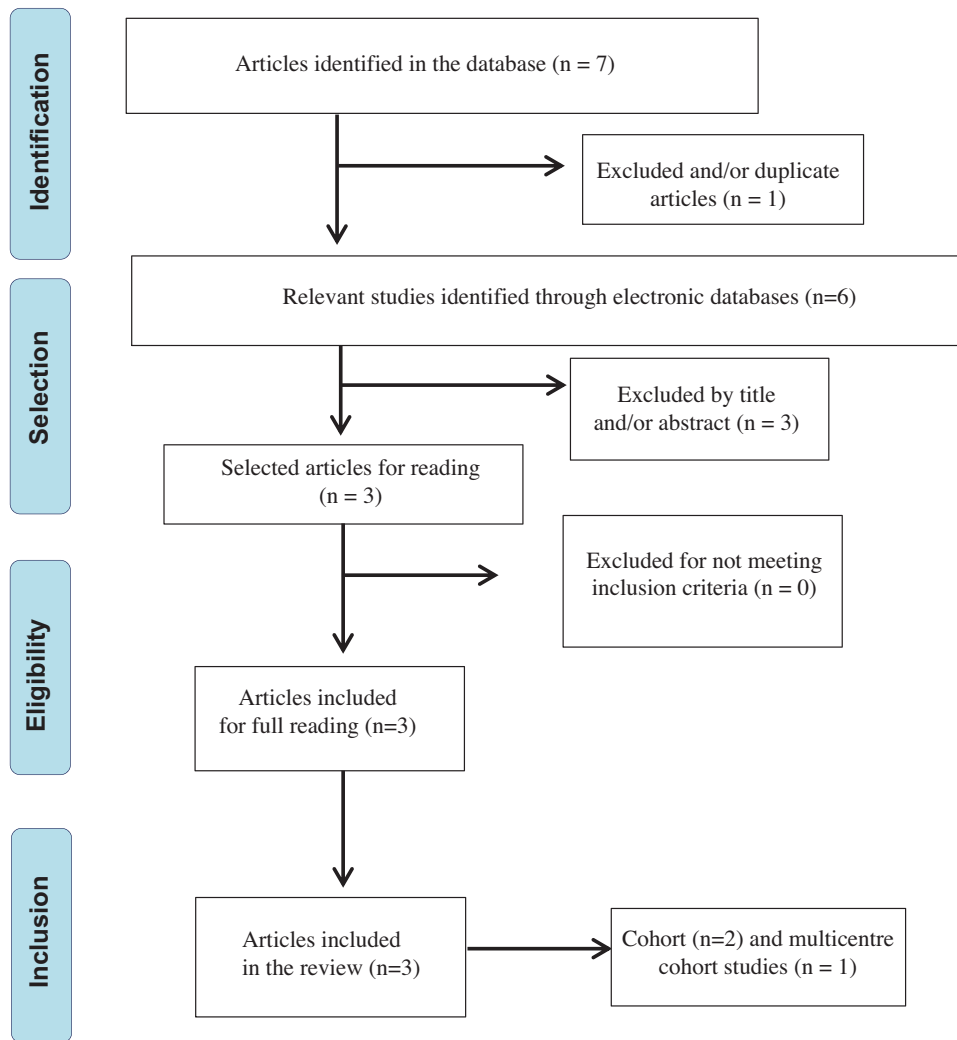 Identification
Articles identified in the database (n = 7)
Excluded and/or duplicate
articles (n = 1)
Selection
Relevant studies identified through electronic databases (n=6)
Excluded by title
and/or abstract (n = 3)
Selected articles for reading
(n = 3)
Eligibility
Excluded for not meeting
inclusion criteria (n = 0)
Articles included
for full reading (n=3)
Inclusion
Articles included
in the review (n=3)
Cohort (n=2) and multicentre
cohort studies (n = 1)